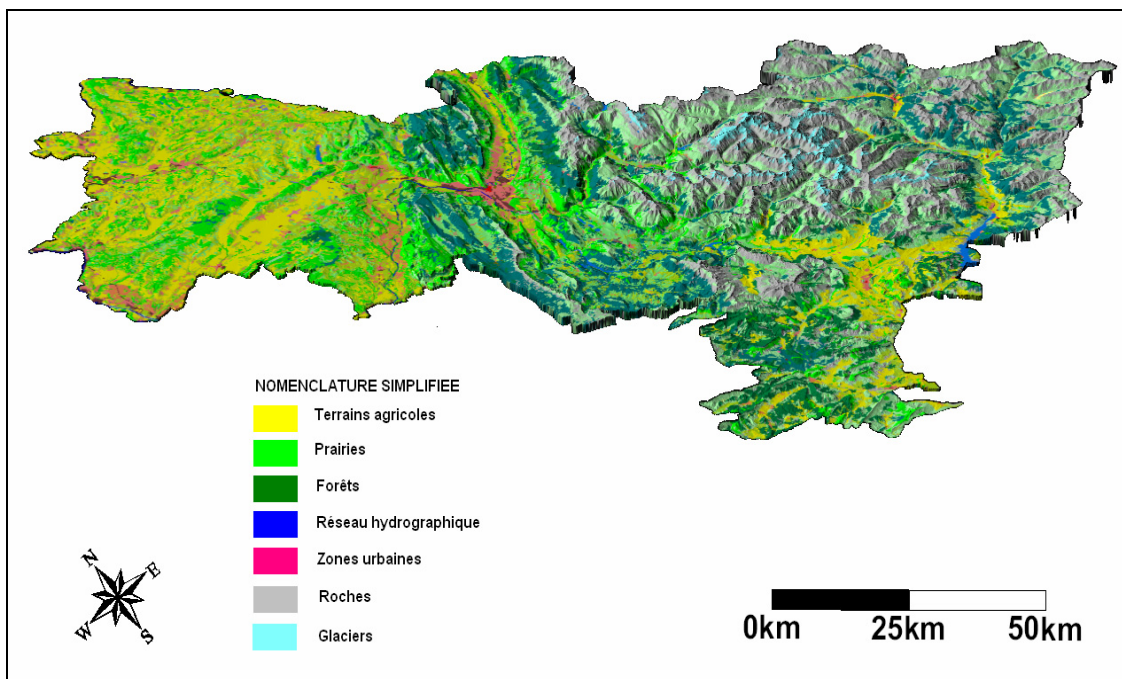 NOMENCLATURE SIMPLIFIEE
Terrains agricoles
Prairies
Forêts
Réseau hydrographique
Zones urbaines
Roches
Glaciers
N
E
W
S
0km 25km 50km